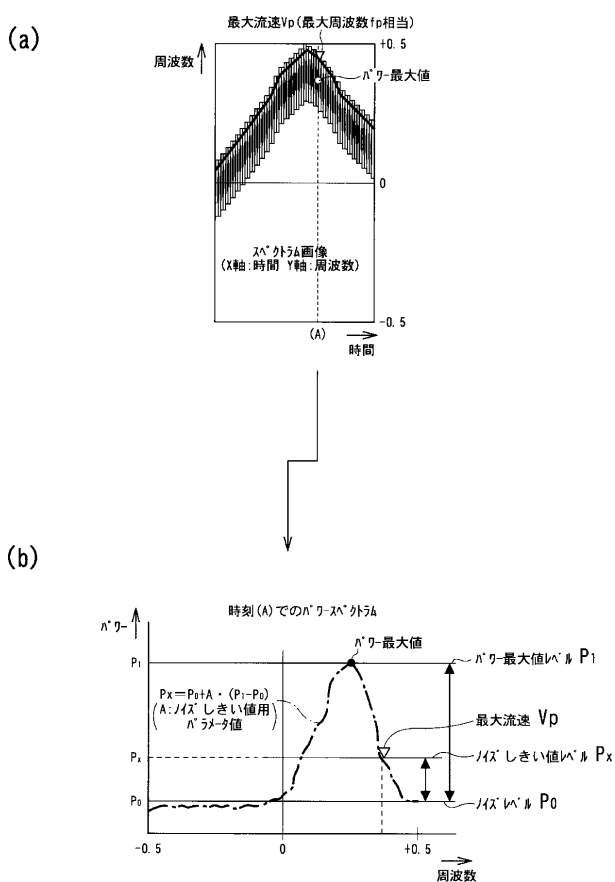 (a)
最大流速Vp(最大周波数fp相当)
周波数
+0.5
パワー最大値
0
スペクトラム画像
(X軸:時間 Y軸:周波数)
-0.5
(A)
時間
(b)
時刻(A)でのパワースペクトラム
パワー
パワー最大値
P1
パワー最大値レベル P1
Px=P0+A・(P1-P0)
(A:ノイズしきい値用
パラメータ値)
最大流速 Vp
Px
ノイズしきい値レベル Px
P0
ノイズレベル P0
-0.5
0
+0.5
周波数